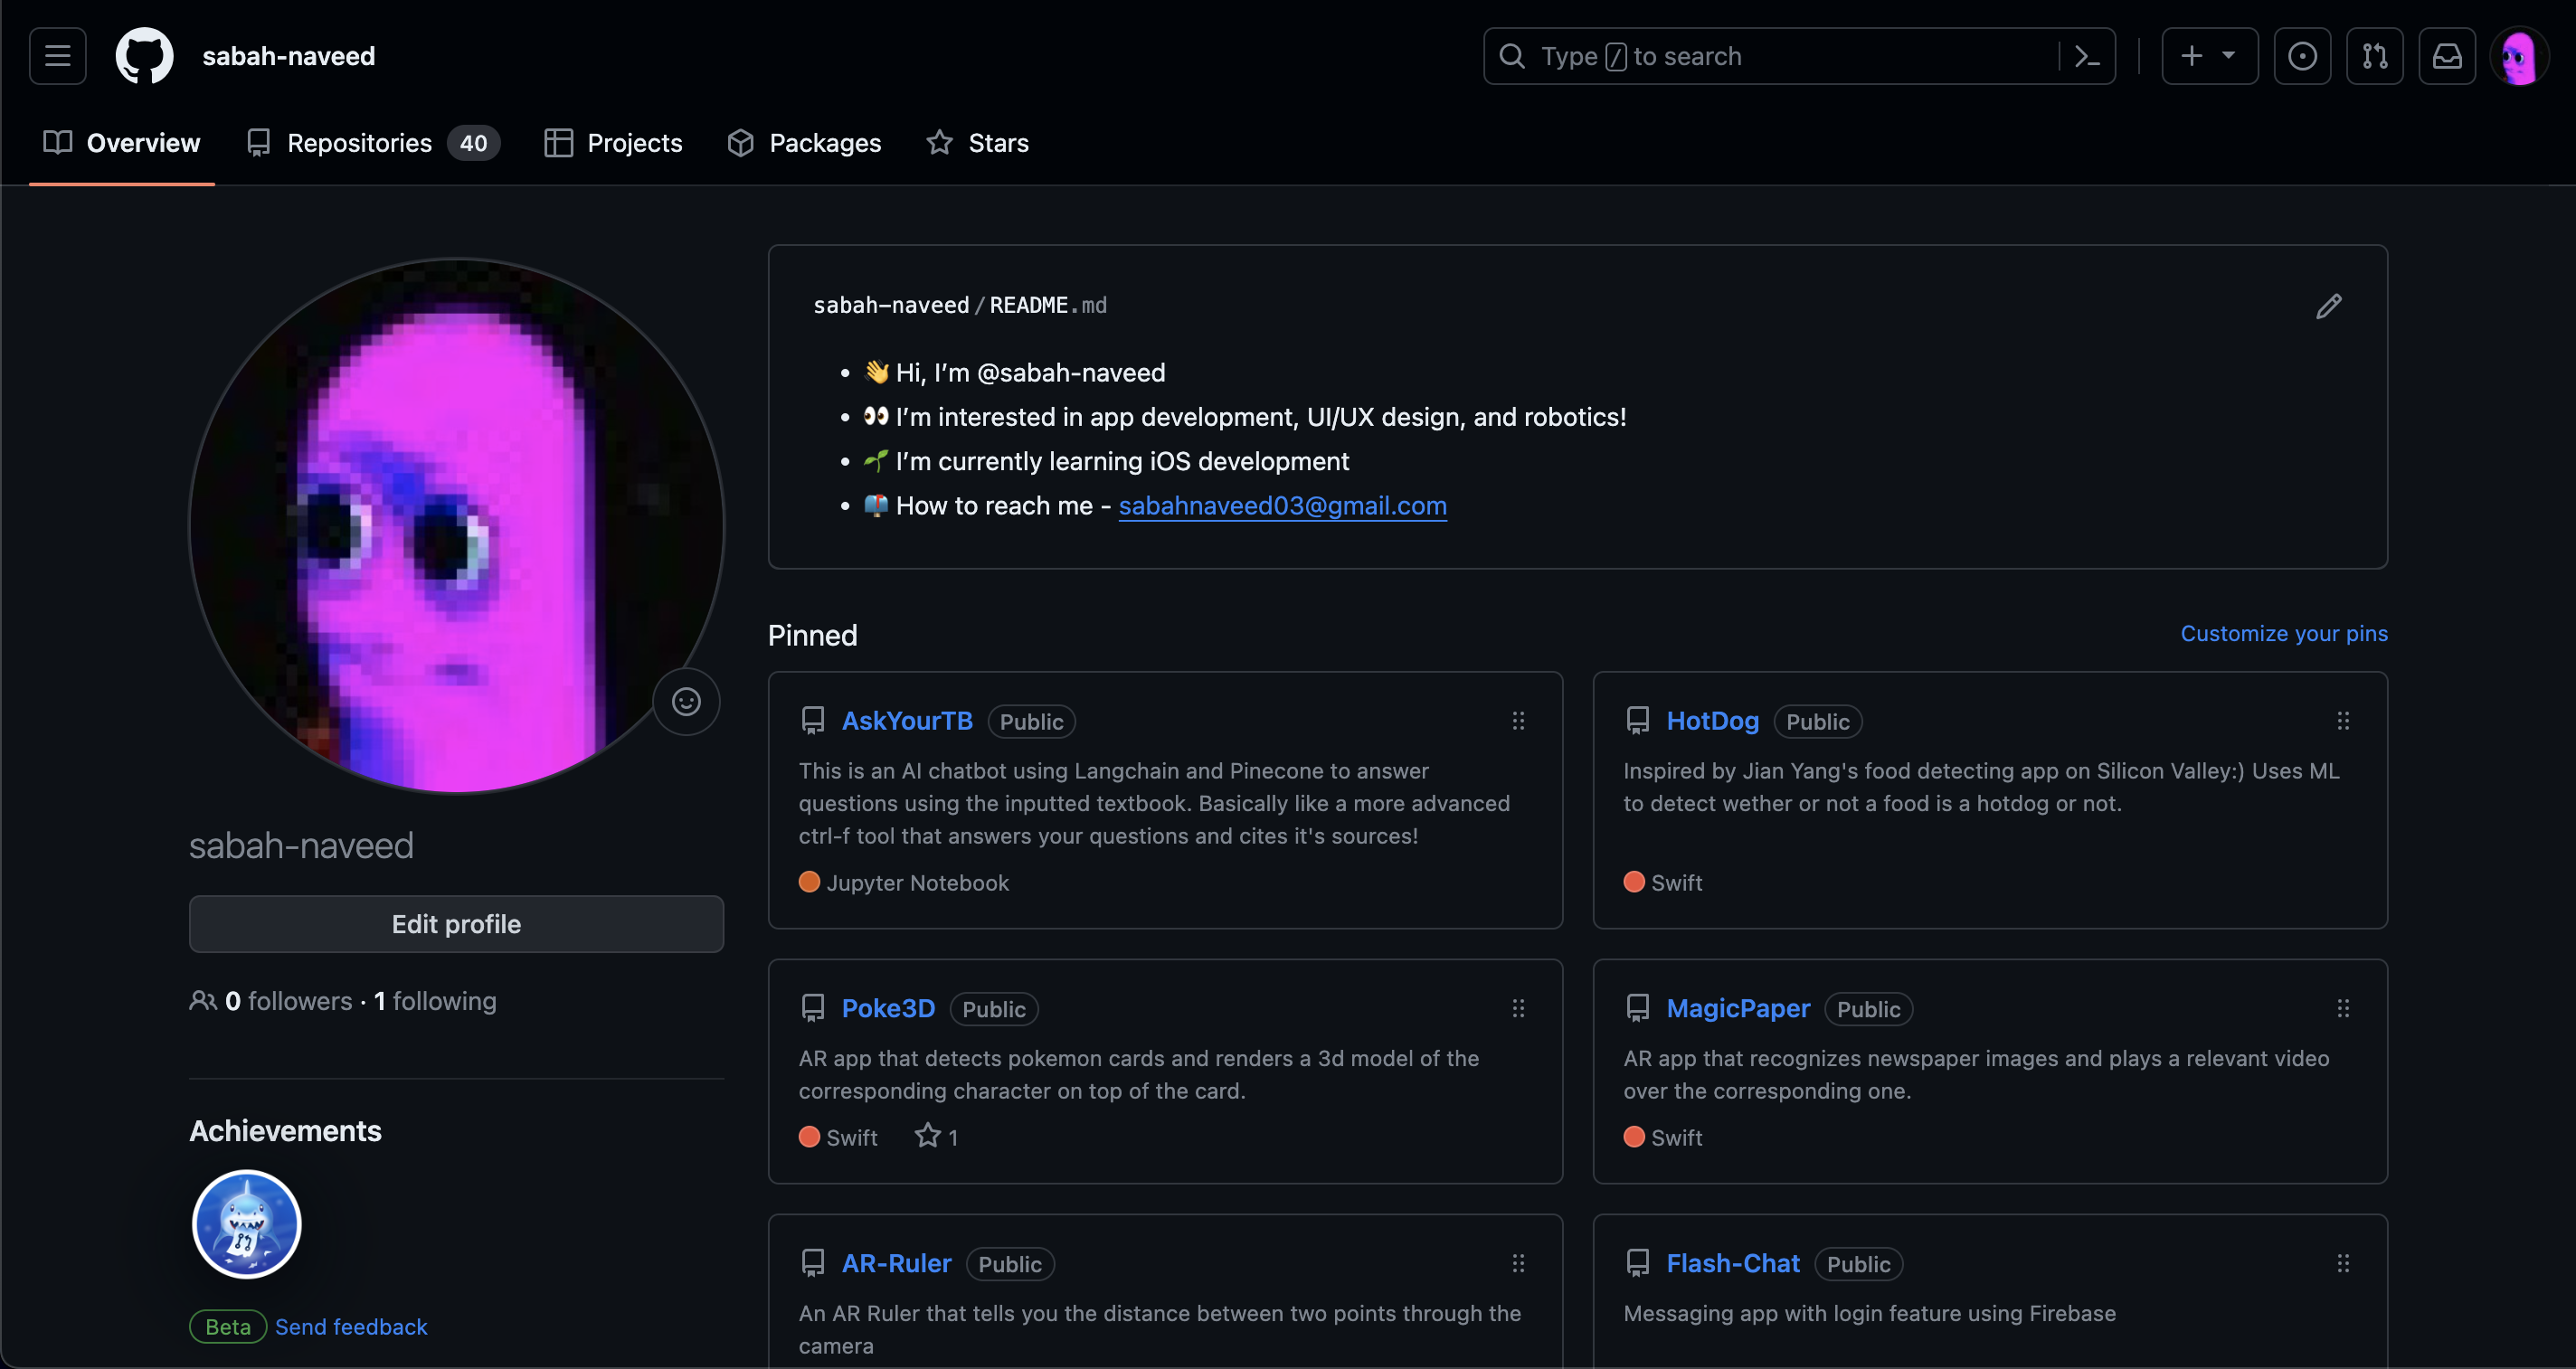 sabah-naveed
Type / to search
Overview
Repositories 40
Projects
Packages
Stars
sabah-naveed/README.md
👋 Hi, I’m @sabah-naveed
👀 I’m interested in app development, UI/UX design, and robotics!
🌱 I’m currently learning iOS development
📫 How to reach me - sabahnaveed03@gmail.com
sabah-naveed
Edit profile
0 followers · 1 following
Achievements
Beta Send feedback
Pinned
Customize your pins
AskYourTB Public
This is an AI chatbot using Langchain and Pinecone to answer
questions using the inputted textbook. Basically like a more advanced
ctrl-f tool that answers your questions and cites it's sources!
Jupyter Notebook
HotDog Public
Inspired by Jian Yang's food detecting app on Silicon Valley:) Uses ML
to detect wether or not a food is a hotdog or not.
Swift
Poke3D Public
AR app that detects pokemon cards and renders a 3d model of the
corresponding character on top of the card.
Swift 1
MagicPaper Public
AR app that recognizes newspaper images and plays a relevant video
over the corresponding one.
Swift
AR-Ruler Public
An AR Ruler that tells you the distance between two points through the
camera
Flash-Chat Public
Messaging app with login feature using Firebase